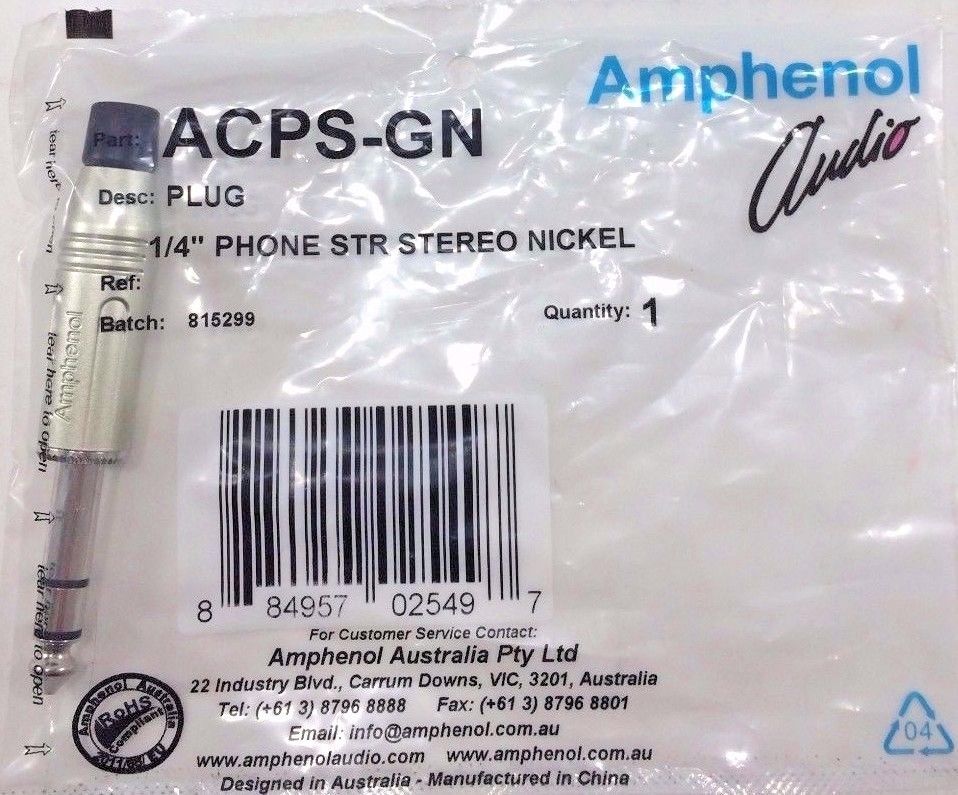 Amphenol
Audio
Part: ACPS-GN
Desc: PLUG
1/4" PHONE STR STEREO NICKEL
Ref:
Batch: 815299
Quantity: 1
Amphenol
tear here to open
tear here to open
8 84957 02549 7
For Customer Service Contact:
Amphenol Australia Pty Ltd
22 Industry Blvd., Carrum Downs, VIC, 3201, Australia
Tel: (+61 3) 8796 8888 Fax: (+61 3) 8796 8801
Email: info@amphenol.com.au
www.amphenolaudio.com www.amphenol.com.au
Designed in Australia - Manufactured in China
Amphenol Australia
RoHS
Compliant
04